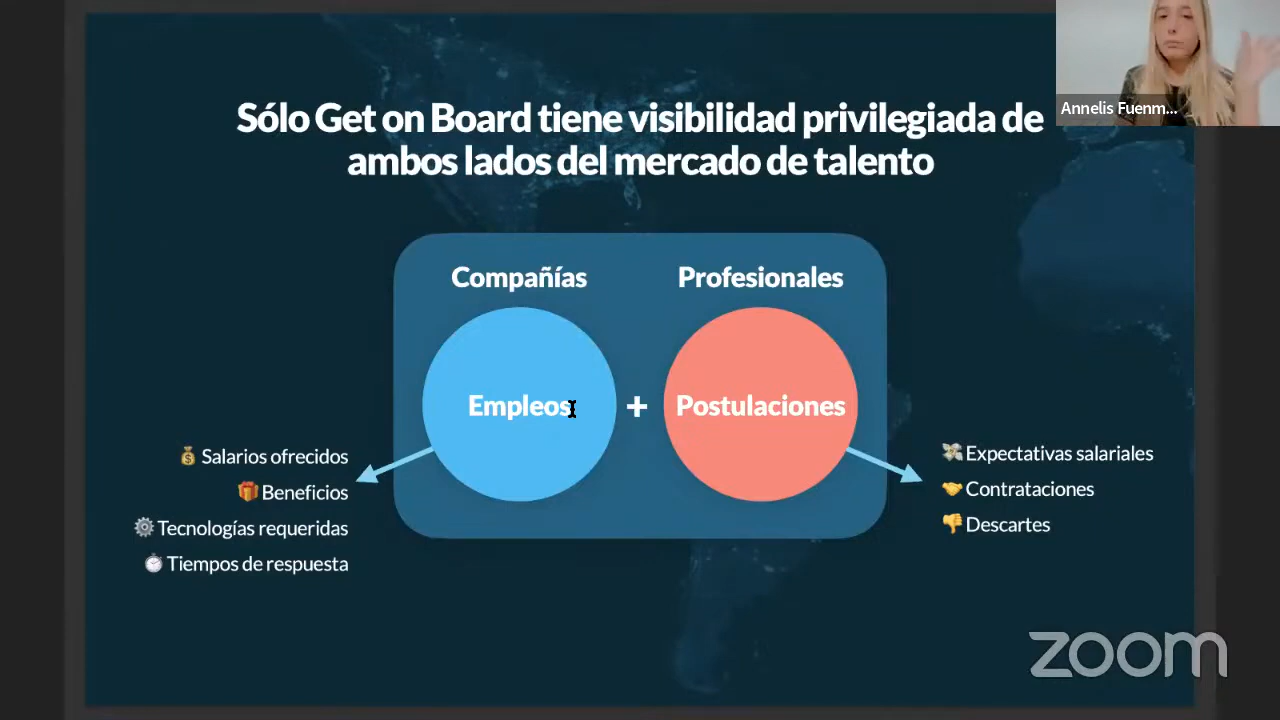 Annelis Fuenm...
Sólo Get on Board tiene visibilidad privilegiada de
ambos lados del mercado de talento
Compañías
Profesionales
Empleos
+
Postulaciones
Salarios ofrecidos
Beneficios
Tecnologías requeridas
Tiempos de respuesta
Expectativas salariales
Contrataciones
Descartes
zoom